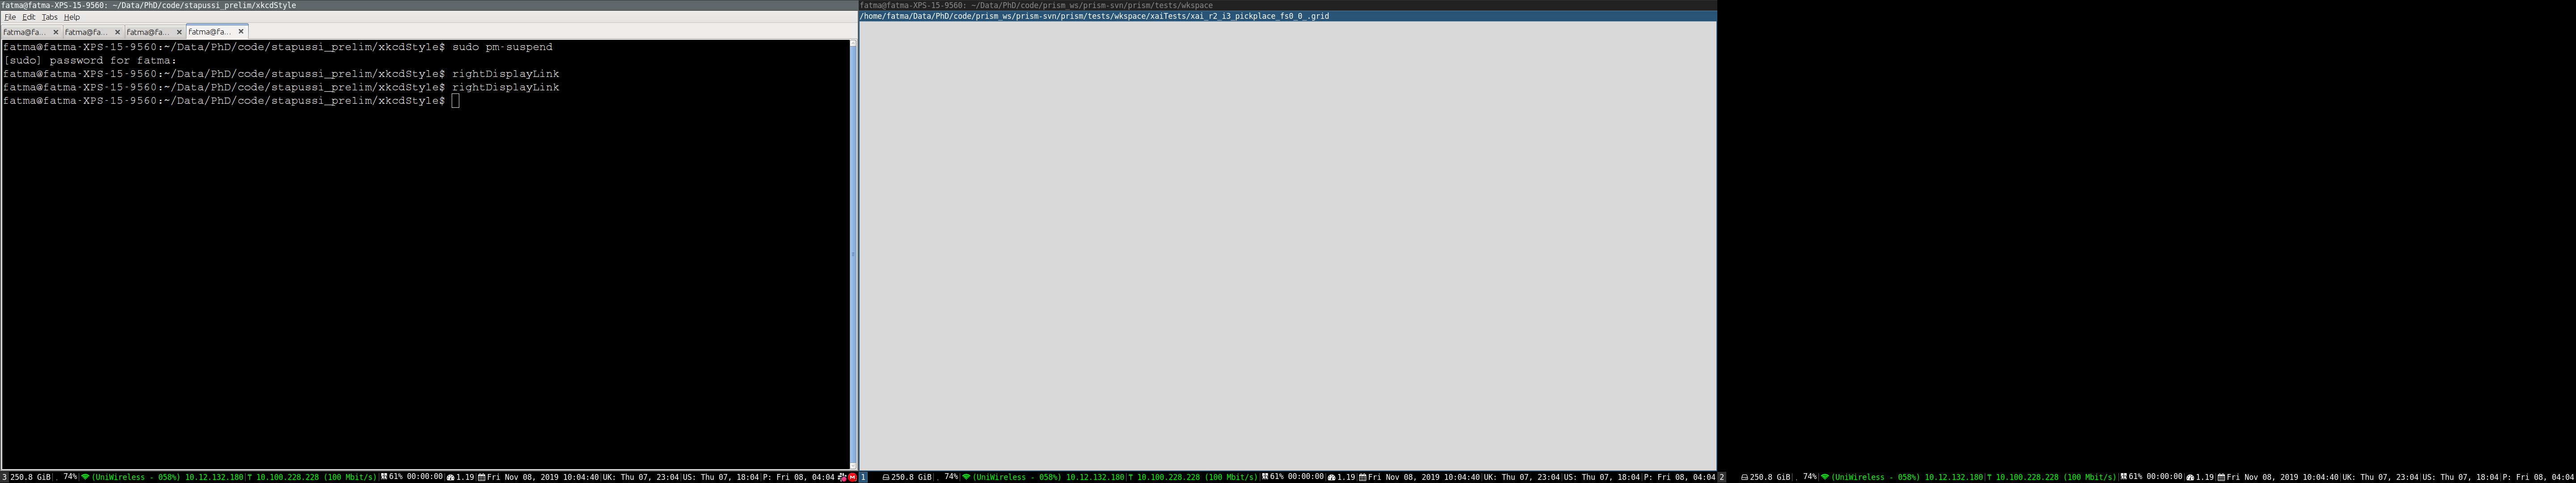 fatma@fatma-XPS-15-9560: ~/Data/PhD/code/stapussi_prelim/xkcdStyle
File Edit Tabs Help
fatma@fa... fatma@fa... fatma@fa... fatma@fa...
fatma@fatma-XPS-15-9560:~/Data/PhD/code/stapussi_prelim/xkcdStyle$ sudo pm-suspend
[sudo] password for fatma:
fatma@fatma-XPS-15-9560:~/Data/PhD/code/stapussi_prelim/xkcdStyle$ rightDisplayLink
fatma@fatma-XPS-15-9560:~/Data/PhD/code/stapussi_prelim/xkcdStyle$ rightDisplayLink
fatma@fatma-XPS-15-9560:~/Data/PhD/code/stapussi_prelim/xkcdStyle$
3 250.8 GiB 74% (UniWireless - 058%) 10.12.132.180 T 10.100.228.228 (100 Mbit/s) 61% 00:00:00 1.19 Fri Nov 08, 2019 10:04:40 UK: Thu 07, 23:04 US: Thu 07, 18:04 P: Fri 08, 04:04
fatma@fatma-XPS-15-9560: ~/Data/PhD/code/prism_ws/prism-svn/prism/tests/wkspace
/home/fatma/Data/PhD/code/prism_ws/prism-svn/prism/tests/wkspace/xaiTests/xai_r2_i3_pickplace_fs0_0_.grid
1 250.8 GiB 74% (UniWireless - 058%) 10.12.132.180 T 10.100.228.228 (100 Mbit/s) 61% 00:00:00 1.19 Fri Nov 08, 2019 10:04:40 UK: Thu 07, 23:04 US: Thu 07, 18:04 P: Fri 08, 04:04
2 250.8 GiB 74% (UniWireless - 058%) 10.12.132.180 T 10.100.228.228 (100 Mbit/s) 61% 00:00:00 1.19 Fri Nov 08, 2019 10:04:40 UK: Thu 07, 23:04 US: Thu 07, 18:04 P: Fri 08, 04:04